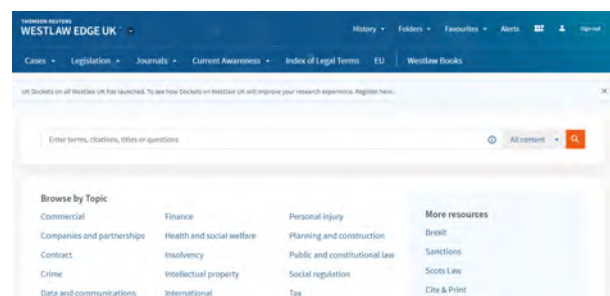 THOMSON REUTERS
WESTLAW EDGE UK
History Folders Favourites Alerts Sign out
Cases Legislation Journals Current Awareness Index of Legal Terms EU Westlaw Books
UK Dockets on all Westlaw UK has launched. To see how Dockets on Westlaw UK will improve your research experience. Register here.
Enter terms, citations, titles or questions All content
Browse by Topic
Commercial Finance Personal injury
Companies and partnerships Health and social welfare Planning and construction
Contract Insolvency Public and constitutional law
Crime Intellectual property Social regulation
Data and communications International Tax
More resources
Brexit
Sanctions
Scots Law
Cite & Print